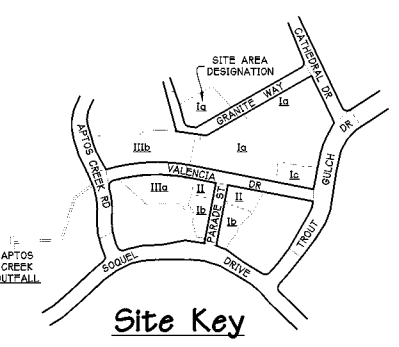 SITE AREA
DESIGNATION
CATHEDRAL DR
Ia
GRANITE WAY
Ia
APTOS CREEK RD
IIIb
Ia
GULCH
DR
VALENCIA
DR
Ic
IIIa
II
II
Ib
PARADE ST
Ib
TROUT
APTOS
CREEK
OUTFALL
SOQUEL
DRIVE
Site Key